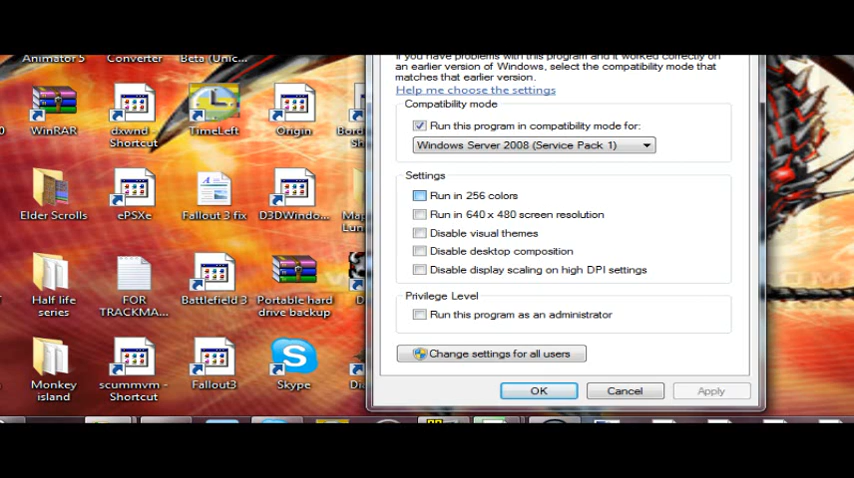 Animator 5
Converter
Beta (Unic...
WinRAR
dxwnd
Shortcut
TimeLeft
Origin
Elder Scrolls
ePSXe
Fallout 3 fix
D3DWindo...
Half life
series
FOR
TRACKMA...
Battlefield 3
Portable hard
drive backup
Monkey
island
scummvm -
Shortcut
Fallout3
Skype
If you have problems with this program and it worked correctly on
an earlier version of Windows, select the compatibility mode that
matches that earlier version.
Help me choose the settings
Compatibility mode
Run this program in compatibility mode for:
Windows Server 2008 (Service Pack 1)
Settings
Run in 256 colors
Run in 640 x 480 screen resolution
Disable visual themes
Disable desktop composition
Disable display scaling on high DPI settings
Privilege Level
Run this program as an administrator
Change settings for all users
OK
Cancel
Apply